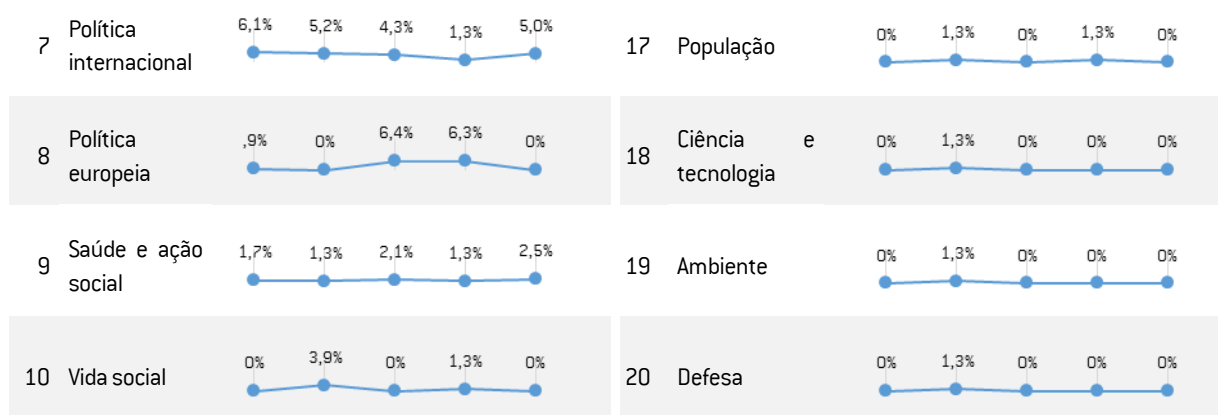 6,1% 5,2% 4,3% 1,3% 5,0%
7 Política internacional
,9% 0% 6,4% 6,3% 0%
8 Política europeia
1,7% 1,3% 2,1% 1,3% 2,5%
9 Saúde e ação social
0% 3,9% 0% 1,3% 0%
10 Vida social
0% 1,3% 0% 1,3% 0%
17 População
0% 1,3% 0% 0% 0%
18 Ciência e tecnologia
0% 1,3% 0% 0% 0%
19 Ambiente
0% 1,3% 0% 0% 0%
20 Defesa